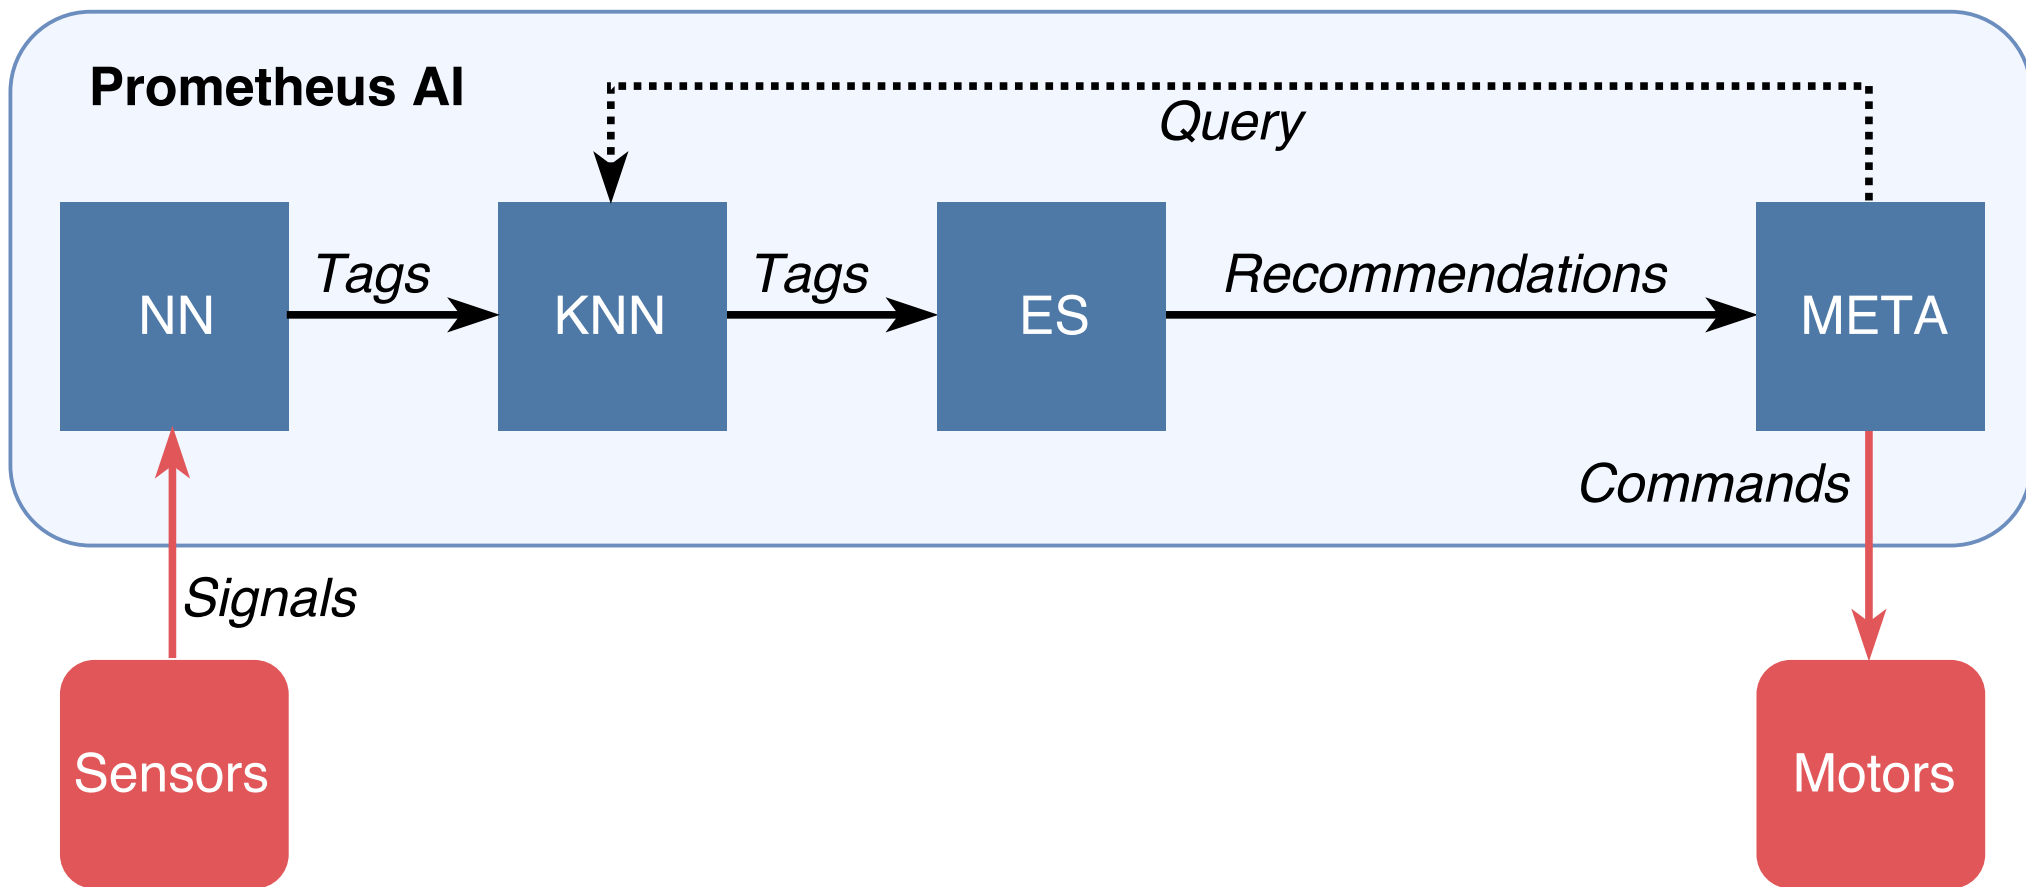 Prometheus AI
Query
Tags
Tags
Recommendations
NN
KNN
ES
META
Commands
Signals
Sensors
Motors